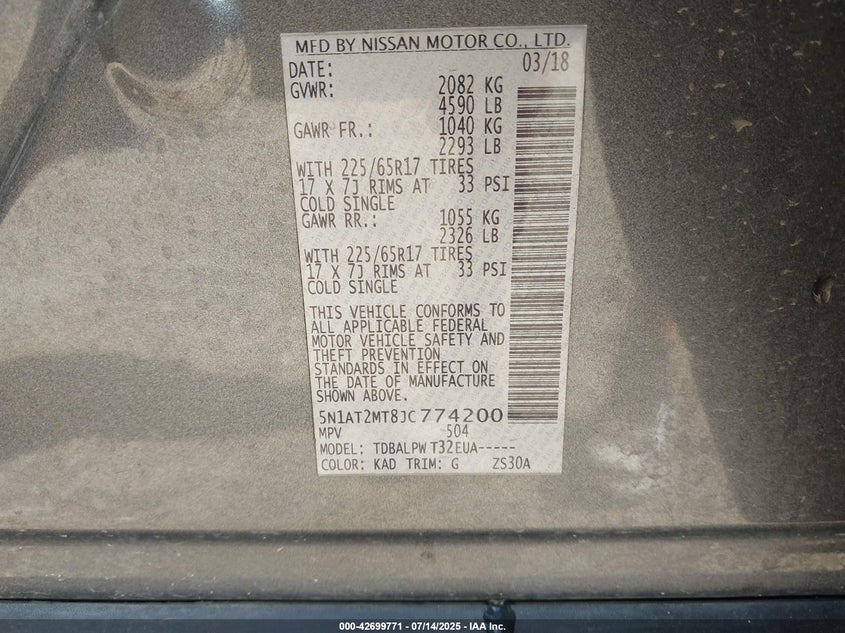 MFD BY NISSAN MOTOR CO., LTD.
DATE: 03/18
GVWR: 2082 KG
4590 LB
GAWR FR.: 1040 KG
2293 LB
WITH 225/65R17 TIRES
17 X 7J RIMS AT 33 PSI
COLD SINGLE
GAWR RR.: 1055 KG
2326 LB
WITH 225/65R17 TIRES
17 X 7J RIMS AT 33 PSI
COLD SINGLE
THIS VEHICLE CONFORMS TO
ALL APPLICABLE FEDERAL
MOTOR VEHICLE SAFETY AND
THEFT PREVENTION
STANDARDS IN EFFECT ON
THE DATE OF MANUFACTURE
SHOWN ABOVE.
5N1AT2MT8JC774200
MPV 504
MODEL: TDBALPW T32EUA-----
COLOR: KAD TRIM: G ZS30A
000-42699771 - 07/14/2025 - IAA Inc.